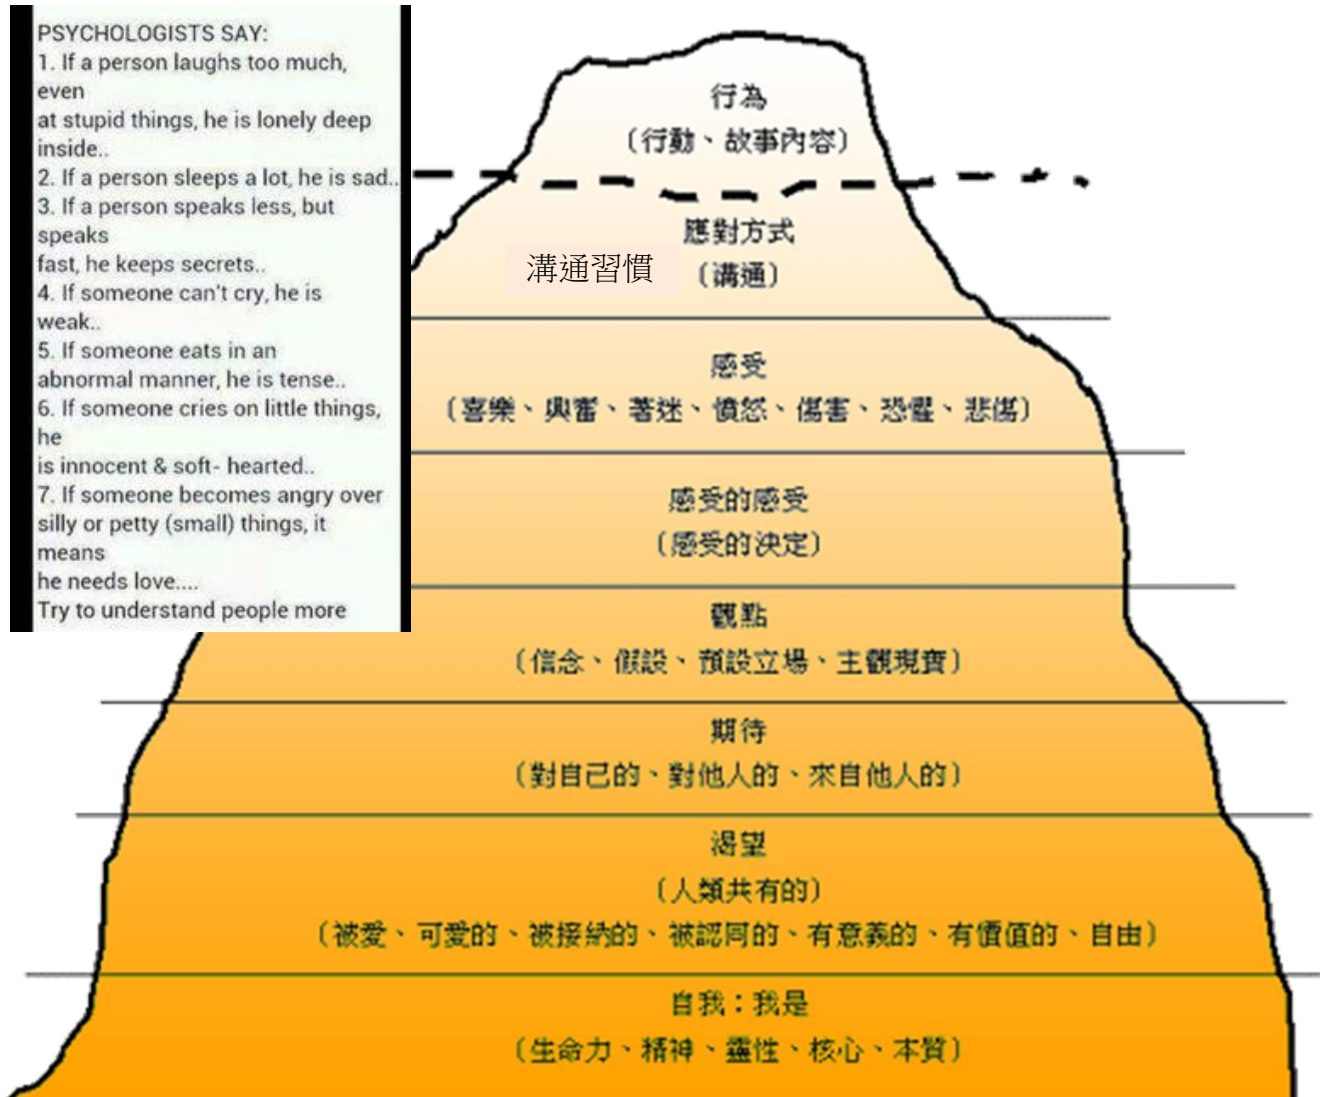 PSYCHOLOGISTS SAY:
1. If a person laughs too much,
even
at stupid things, he is lonely deep
inside..
2. If a person sleeps a lot, he is sad..
3. If a person speaks less, but
speaks
fast, he keeps secrets..
4. If someone can't cry, he is
weak..
5. If someone eats in an
abnormal manner, he is tense..
6. If someone cries on little things,
he
is innocent & soft- hearted..
7. If someone becomes angry over
silly or petty (small) things, it
means
he needs love....
Try to understand people more
行為
(行動、故事內容)
應對方式
溝通習慣
(溝通)
感受
(喜樂、興奮、著迷、憤怒、傷害、恐懼、悲傷)
感受的感受
(感受的決定)
觀點
(信念、假設、預設立場、主觀現實)
期待
(對自己的、對他人的、來自他人的)
渴望
(人類共有的)
(被愛、可愛的、被接納的、被認同的、有意義的、有價值的、自由)
自我：我是
(生命力、精神、靈性、核心、本質)